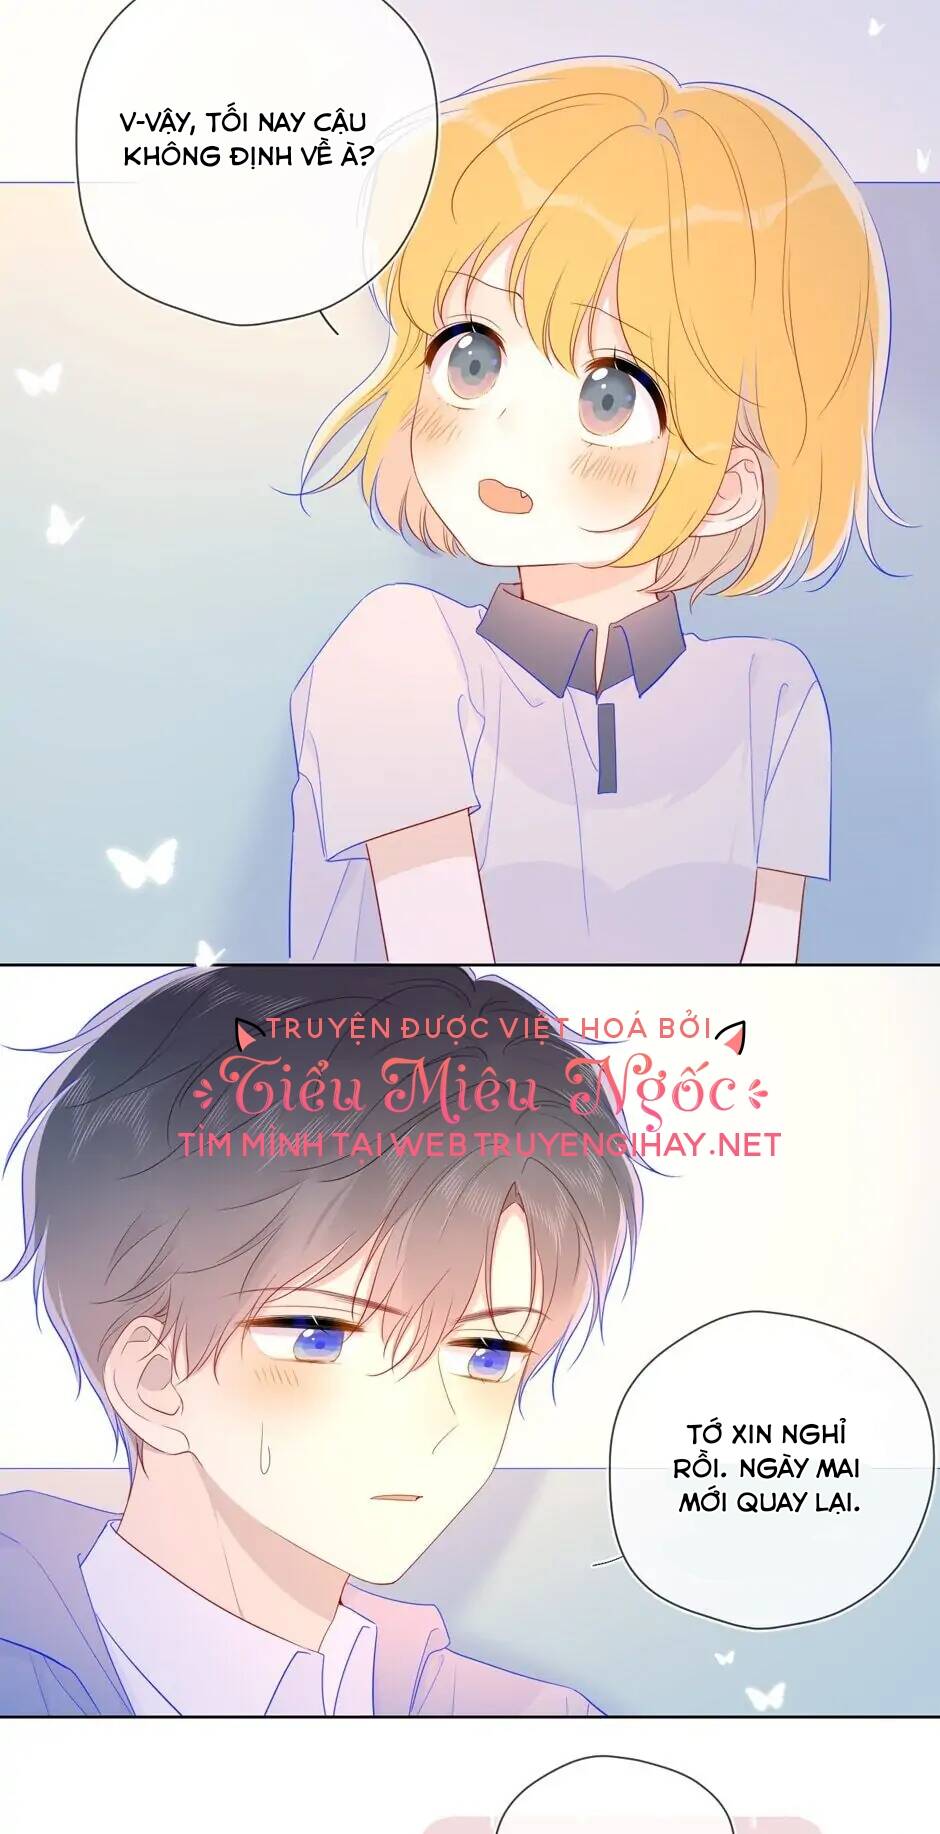 V-VẬY, TỐI NAY CẬU
KHÔNG ĐỊNH VỀ À?
TRUYỆN ĐƯỢC VIỆT HOÁ BỞI
TIỂU MIÊU NGỐC
TÌM MÌNH TẠI WEB TRUYENGIHAY.NET
TỚ XIN NGHỈ
RỒI. NGÀY MAI
MỚI QUAY LẠI.